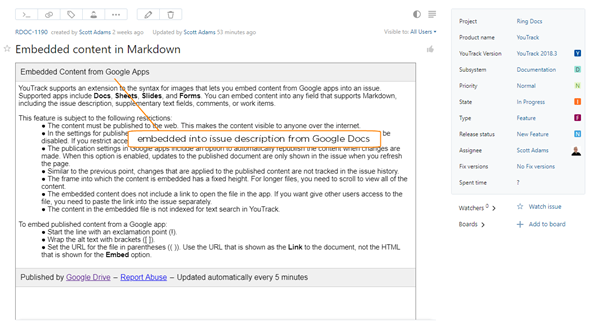 RDOC-1190 created by Scott Adams 2 weeks ago Updated by Scott Adams 53 minutes ago
Visible to: All Users
Embedded content in Markdown
Embedded Content from Google Apps
YouTrack supports an extension to the syntax for images that lets you embed content from Google apps into an issue.
Supported apps include Docs, Sheets, Slides, and Forms. You can embed content into any field that supports Markdown,
including the issue description, supplementary text fields, comments, or work items.
This feature is subject to the following restrictions:
● The content must be published to the web. This makes the content visible to anyone over the internet.
● In the settings for publis
be
disabled. If you restrict acce
embedded into issue description from Google Docs
● The publication settings in Google apps include an option to automatically republish the content when changes are
made. When this option is enabled, updates to the published document are only shown in the issue when you refresh
the page.
● Similar to the previous point, changes that are applied to the published content are not tracked in the issue history.
● The frame into which the content is embedded has a fixed height. For longer files, you need to scroll to view all of the
content.
● The embedded content does not include a link to open the file in the app. If you want give other users access to the
file, you need to paste the link into the issue separately.
● The content in the embedded file is not indexed for text search in YouTrack.
To embed published content from a Google app:
● Start the line with an exclamation point (!).
● Wrap the alt text with brackets ([ ]).
● Set the URL for the file in parentheses (( )). Use the URL that is shown as the Link to the document, not the HTML
that is shown for the Embed option.
Published by Google Drive – Report Abuse – Updated automatically every 5 minutes
Project Ring Docs
Product name YouTrack
YouTrack Version YouTrack 2018.3 Y
Subsystem Documentation D
Priority Normal N
State In Progress I
Type Feature F
Release status New Feature N
Assignee Scott Adams
Fix versions No Fix versions
Spent time ?
Watchers 0 Watch issue
Boards Add to board